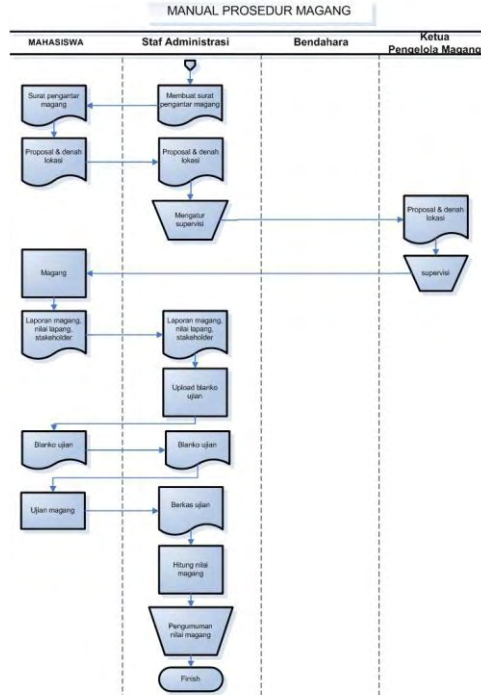 MANUAL PROSEDUR MAGANG
MAHASISWA
Staf Administrasi
Bendahara
Ketua
Pengelola Magang
Surat pengantar
magang
Membuat surat
pengantar magang
Proposal & denah
lokasi
Proposal & denah
lokasi
Mengatur
supervisi
Proposal & denah
lokasi
Magang
supervisi
Laporan magang,
nilai lapang,
stakeholder
Laporan magang,
nilai lapang,
stakeholder
Upload blanko
ujian
Blanko ujian
Blanko ujian
Ujian magang
Berkas ujian
Hitung nilai
magang
Pengumuman
nilai magang
Finish